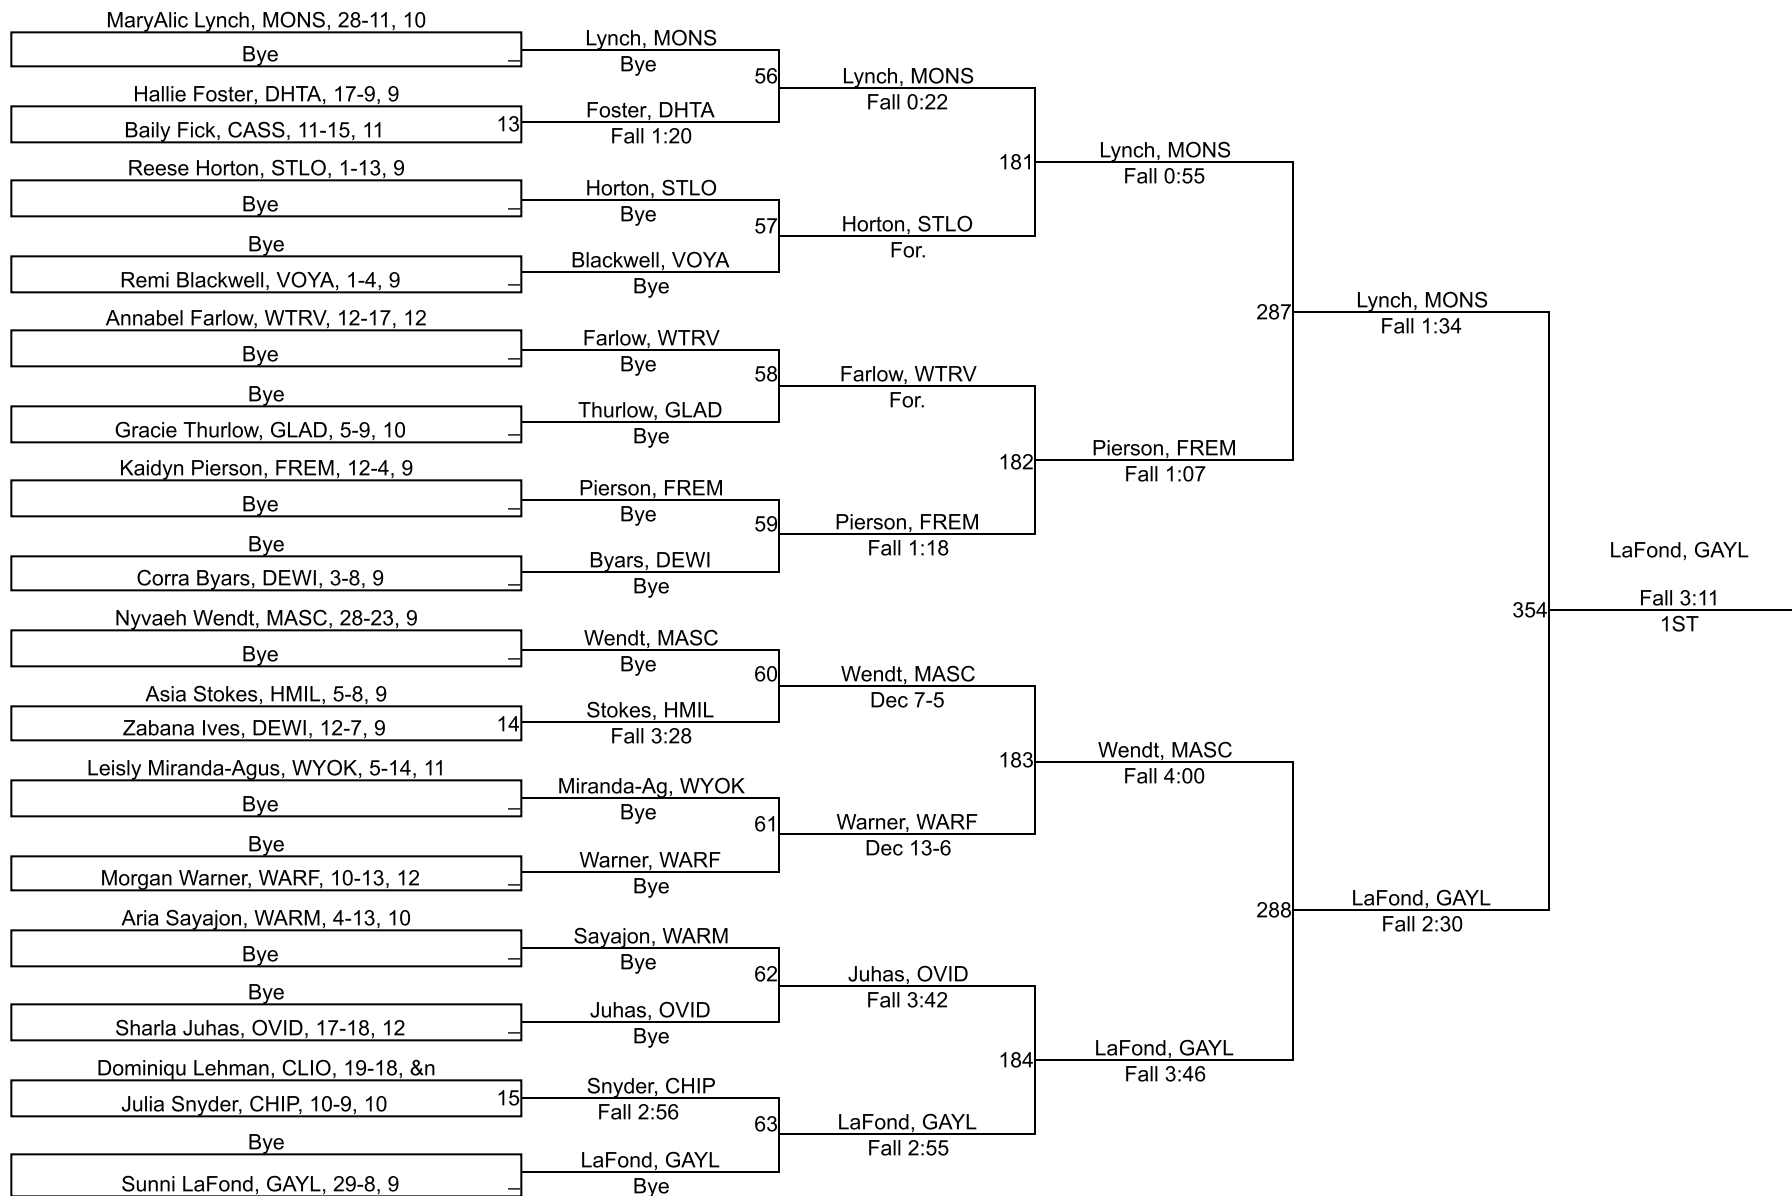 MaryAlic Lynch, MONS, 28-11, 10
Bye _
Hallie Foster, DHTA, 17-9, 9
Baily Fick, CASS, 11-15, 11 13
Reese Horton, STLO, 1-13, 9
Bye _
Bye
Remi Blackwell, VOYA, 1-4, 9 _
Annabel Farlow, WTRV, 12-17, 12
Bye _
Bye
Gracie Thurlow, GLAD, 5-9, 10 _
Kaidyn Pierson, FREM, 12-4, 9
Bye _
Bye
Corra Byars, DEWI, 3-8, 9 _
Nyvaeh Wendt, MASC, 28-23, 9
Bye _
Asia Stokes, HMIL, 5-8, 9
Zabana Ives, DEWI, 12-7, 9 14
Leisly Miranda-Agus, WYOK, 5-14, 11
Bye _
Bye
Morgan Warner, WARF, 10-13, 12 _
Aria Sayajon, WARM, 4-13, 10
Bye _
Bye
Sharla Juhas, OVID, 17-18, 12 _
Dominiqu Lehman, CLIO, 19-18, &n
Julia Snyder, CHIP, 10-9, 10 15
Bye
Sunni LaFond, GAYL, 29-8, 9 _
Lynch, MONS
Bye
56
Foster, DHTA
Fall 1:20
Horton, STLO
Bye
57
Blackwell, VOYA
Bye
Farlow, WTRV
Bye
58
Thurlow, GLAD
Bye
Pierson, FREM
Bye
59
Byars, DEWI
Bye
Wendt, MASC
Bye
60
Stokes, HMIL
Fall 3:28
Miranda-Ag, WYOK
Bye
61
Warner, WARF
Bye
Sayajon, WARM
Bye
62
Juhas, OVID
Bye
Snyder, CHIP
Fall 2:56
63
LaFond, GAYL
Bye
Lynch, MONS
Fall 0:22
181
Horton, STLO
For.
Farlow, WTRV
For.
182
Pierson, FREM
Fall 1:18
Wendt, MASC
Dec 7-5
183
Warner, WARF
Dec 13-6
Juhas, OVID
Fall 3:42
184
LaFond, GAYL
Fall 2:55
Lynch, MONS
Fall 0:55
287
Pierson, FREM
Fall 1:07
Wendt, MASC
Fall 4:00
288
LaFond, GAYL
Fall 3:46
Lynch, MONS
Fall 1:34
354
LaFond, GAYL
Fall 2:30
LaFond, GAYL
Fall 3:11
1ST